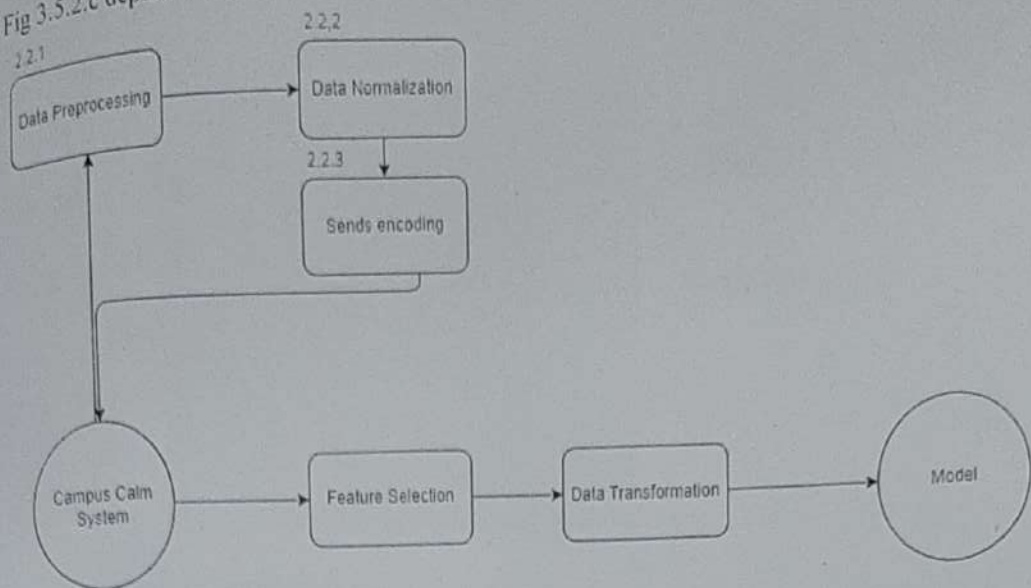 Fig 3.5.2.c
2.2.1
Data Preprocessing
2.2,2
Data Normalization
2.2.3
Sends encoding
Campus Calm
System
Feature Selection
Data Transformation
Model